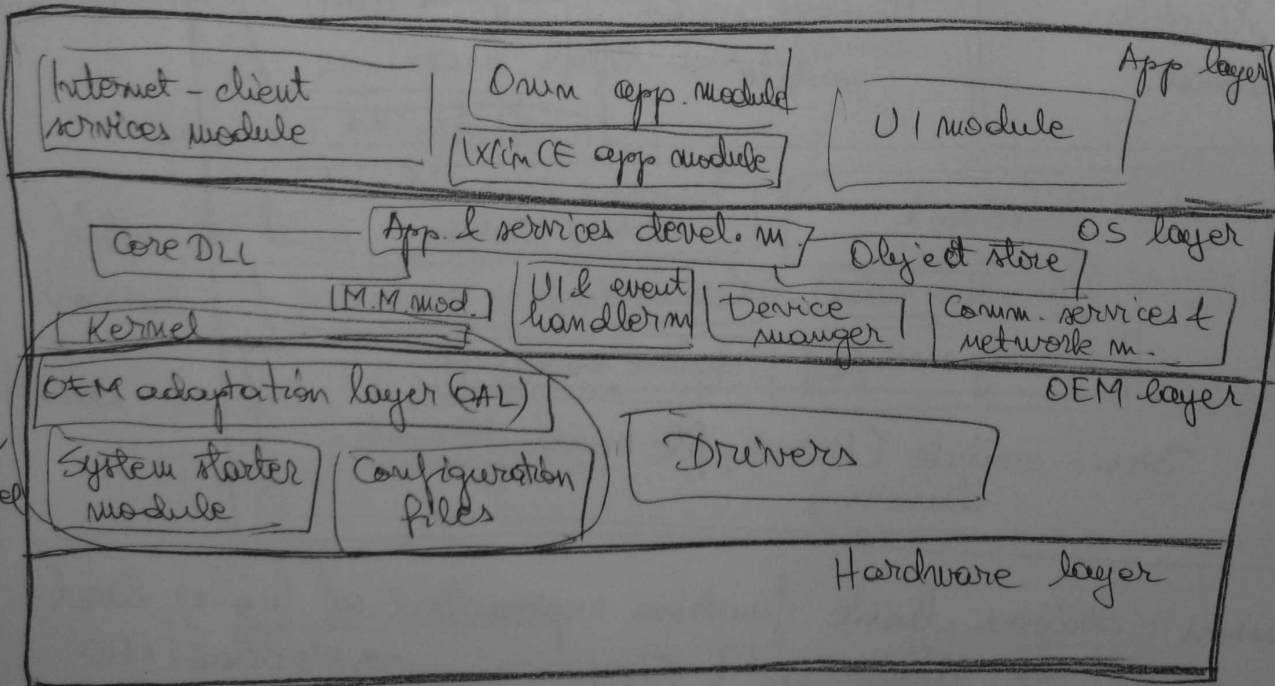 App layer
Internet - client
services module
Own app. module
WinCE app module
UI module
OS layer
Core DLL
App. & services devel. m.
Object store
M.M. mod.
UI & event
handler m
Device
manger
Comm. services &
network m.
Kernel
OEM layer
OEM adaptation layer (OAL)
System starter
module
Configuration
files
Drivers
Hardware layer